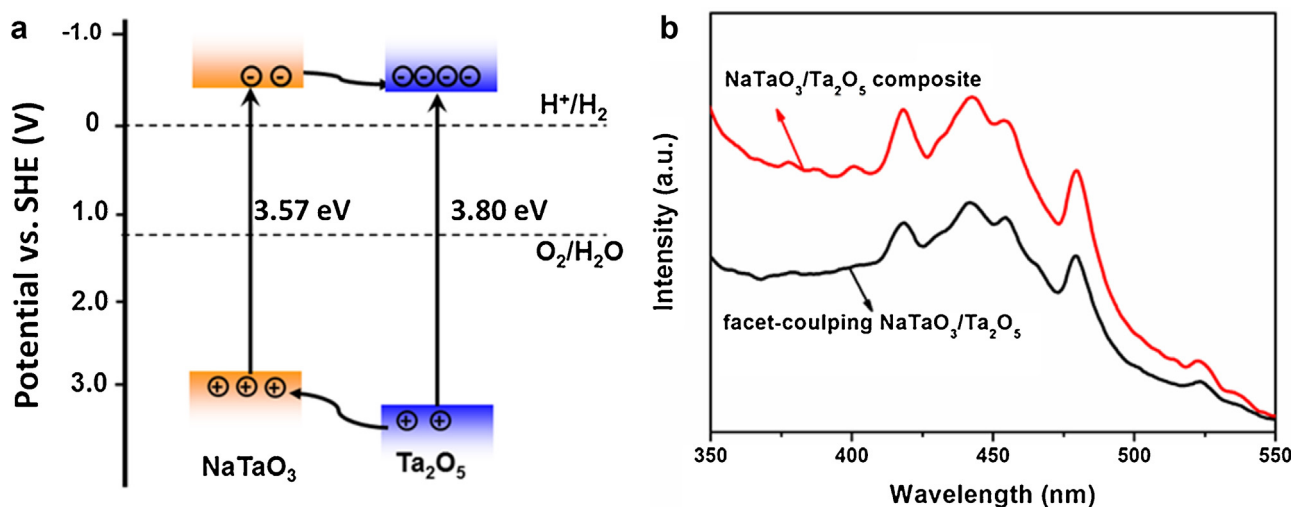 a
Potential vs. SHE (V)
-1.0
0
1.0
2.0
3.0
H⁺/H₂
3.57 eV
3.80 eV
O₂/H₂O
NaTaO₃
Ta₂O₅
b
Intensity (a.u.)
NaTaO₃/Ta₂O₅ composite
facet-coulping NaTaO₃/Ta₂O₅
350
400
450
500
550
Wavelength (nm)